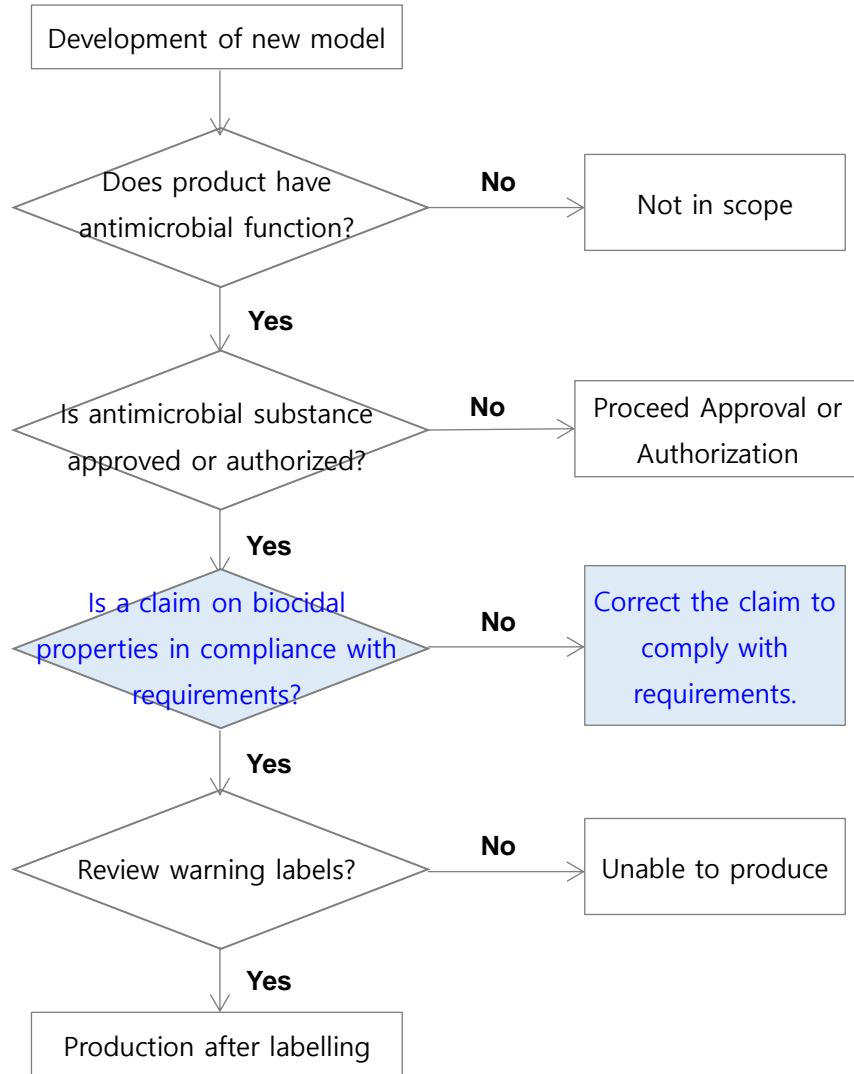 Development of new model
Does product have
antimicrobial function?
No
Not in scope
Yes
Is antimicrobial substance
approved or authorized?
No
Proceed Approval or
Authorization
Yes
Is a claim on biocidal
properties in compliance with
requirements?
No
Correct the claim to
comply with
requirements.
Yes
Review warning labels?
No
Unable to produce
Yes
Production after labelling